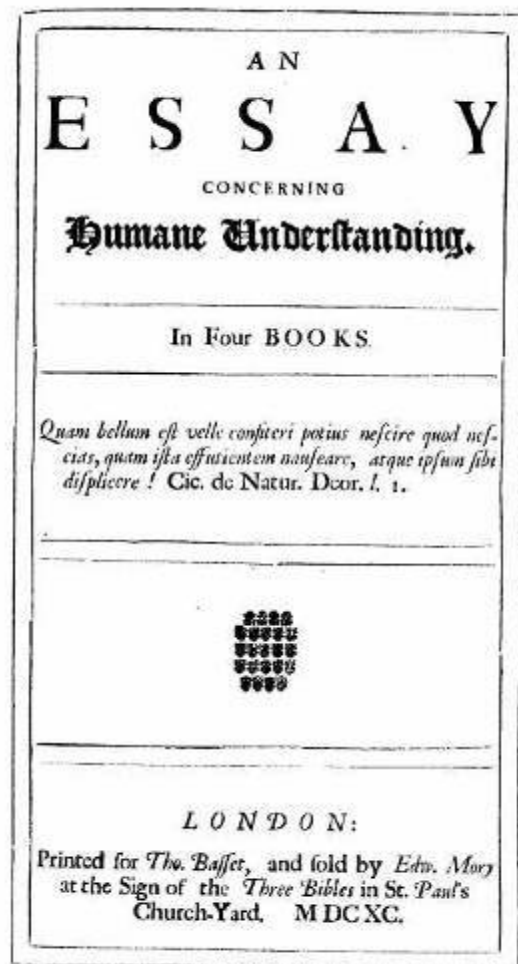 AN
ESSAY
CONCERNING
Humane Underſtanding.
In Four BOOKS.
Quam bellum eſt velle confiteri potius neſcire quod neſ-
cias, quam iſta effutientem nauſeare, atque ipſum ſibi
diſplicere ! Cic. de Natur. Deor. l. 1.
LONDON:
Printed for Tho. Baſſet, and ſold by Edw. Mory
at the Sign of the Three Bibles in St. Paul's
Church-Yard. MDCXC.